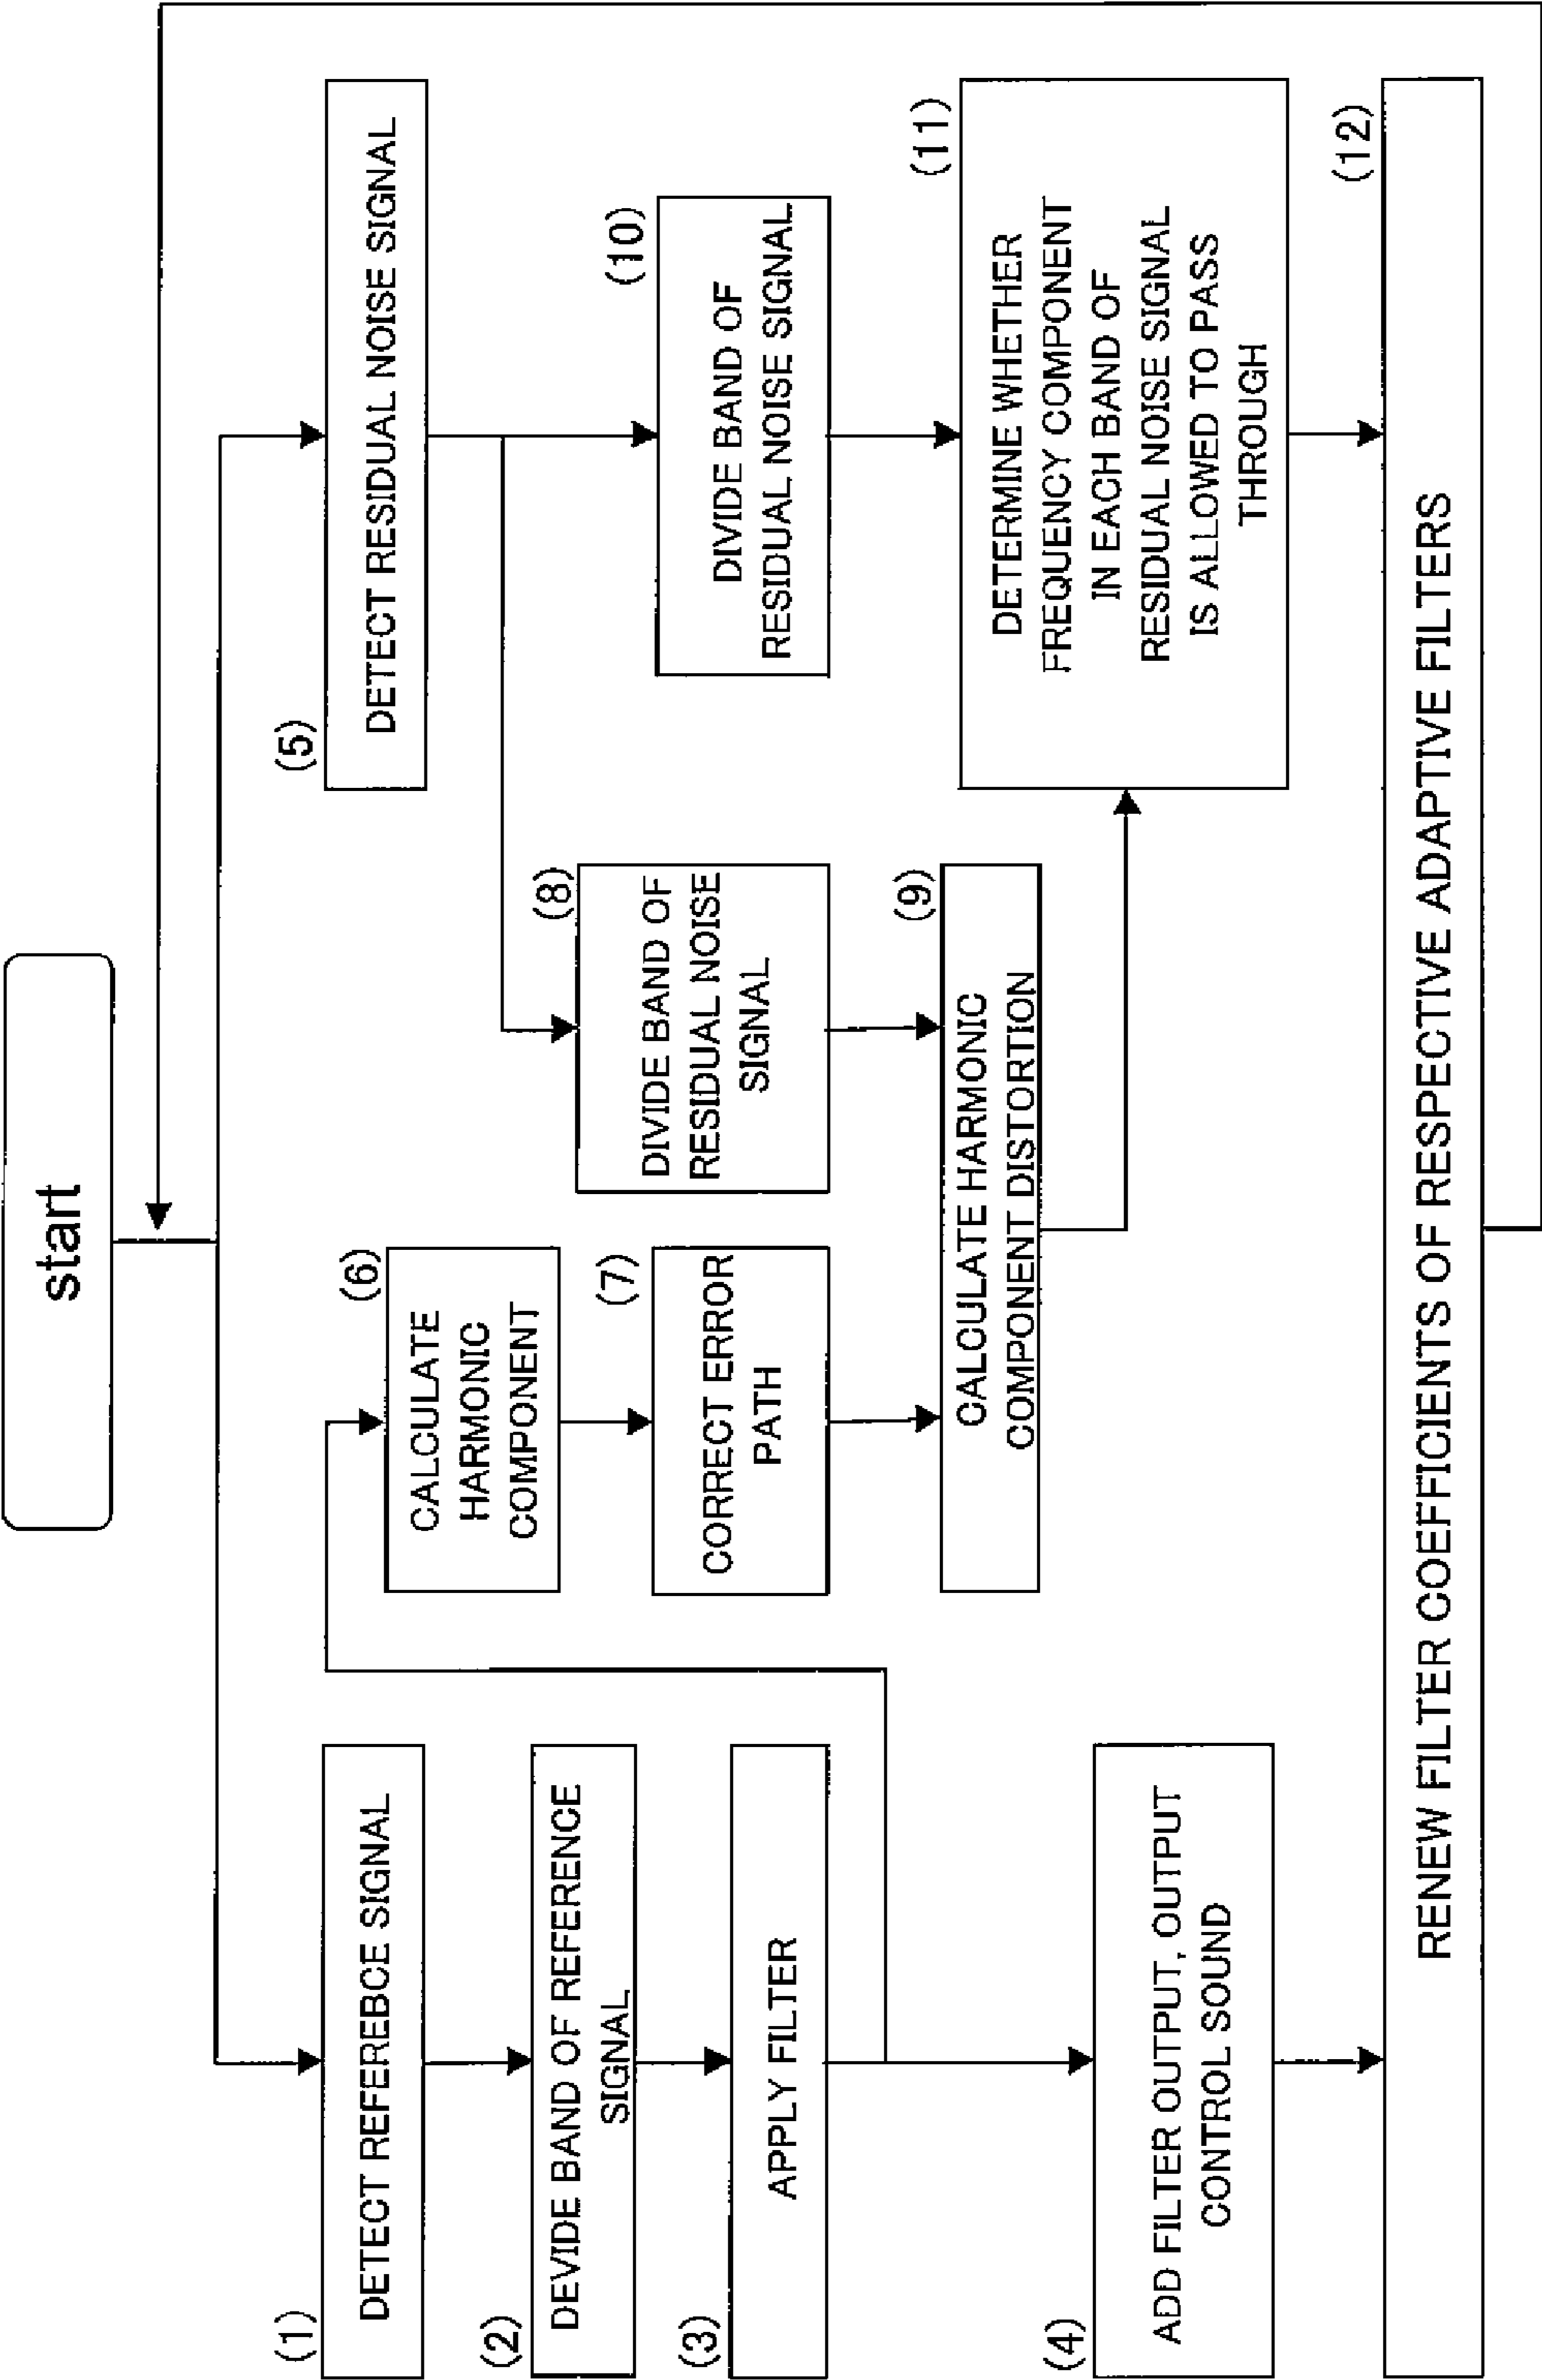 start
(1)
DETECT REFEREBCE SIGNAL
(2)
DEVIDE BAND OF REFERENCE
SIGNAL
(3)
APPLY FILTER
(4)
ADD FILTER OUTPUT, OUTPUT
CONTROL SOUND
(5)
DETECT RESIDUAL NOISE SIGNAL
(6)
CALCULATE
HARMONIC
COMPONENT
(7)
CORRECT ERROR
PATH
(8)
DIVIDE BAND OF
RESIDUAL NOISE
SIGNAL
(9)
CALCULATE HARMONIC
COMPONENT DISTORTION
(10)
DIVIDE BAND OF
RESIDUAL NOISE SIGNAL
(11)
DETERMINE WHETHER
FREQUENCY COMPONENT
IN EACH BAND OF
RESIDUAL NOISE SIGNAL
IS ALLOWED TO PASS
THROUGH
(12)
RENEW FILTER COEFFICIENTS OF RESPECTIVE ADAPTIVE FILTERS